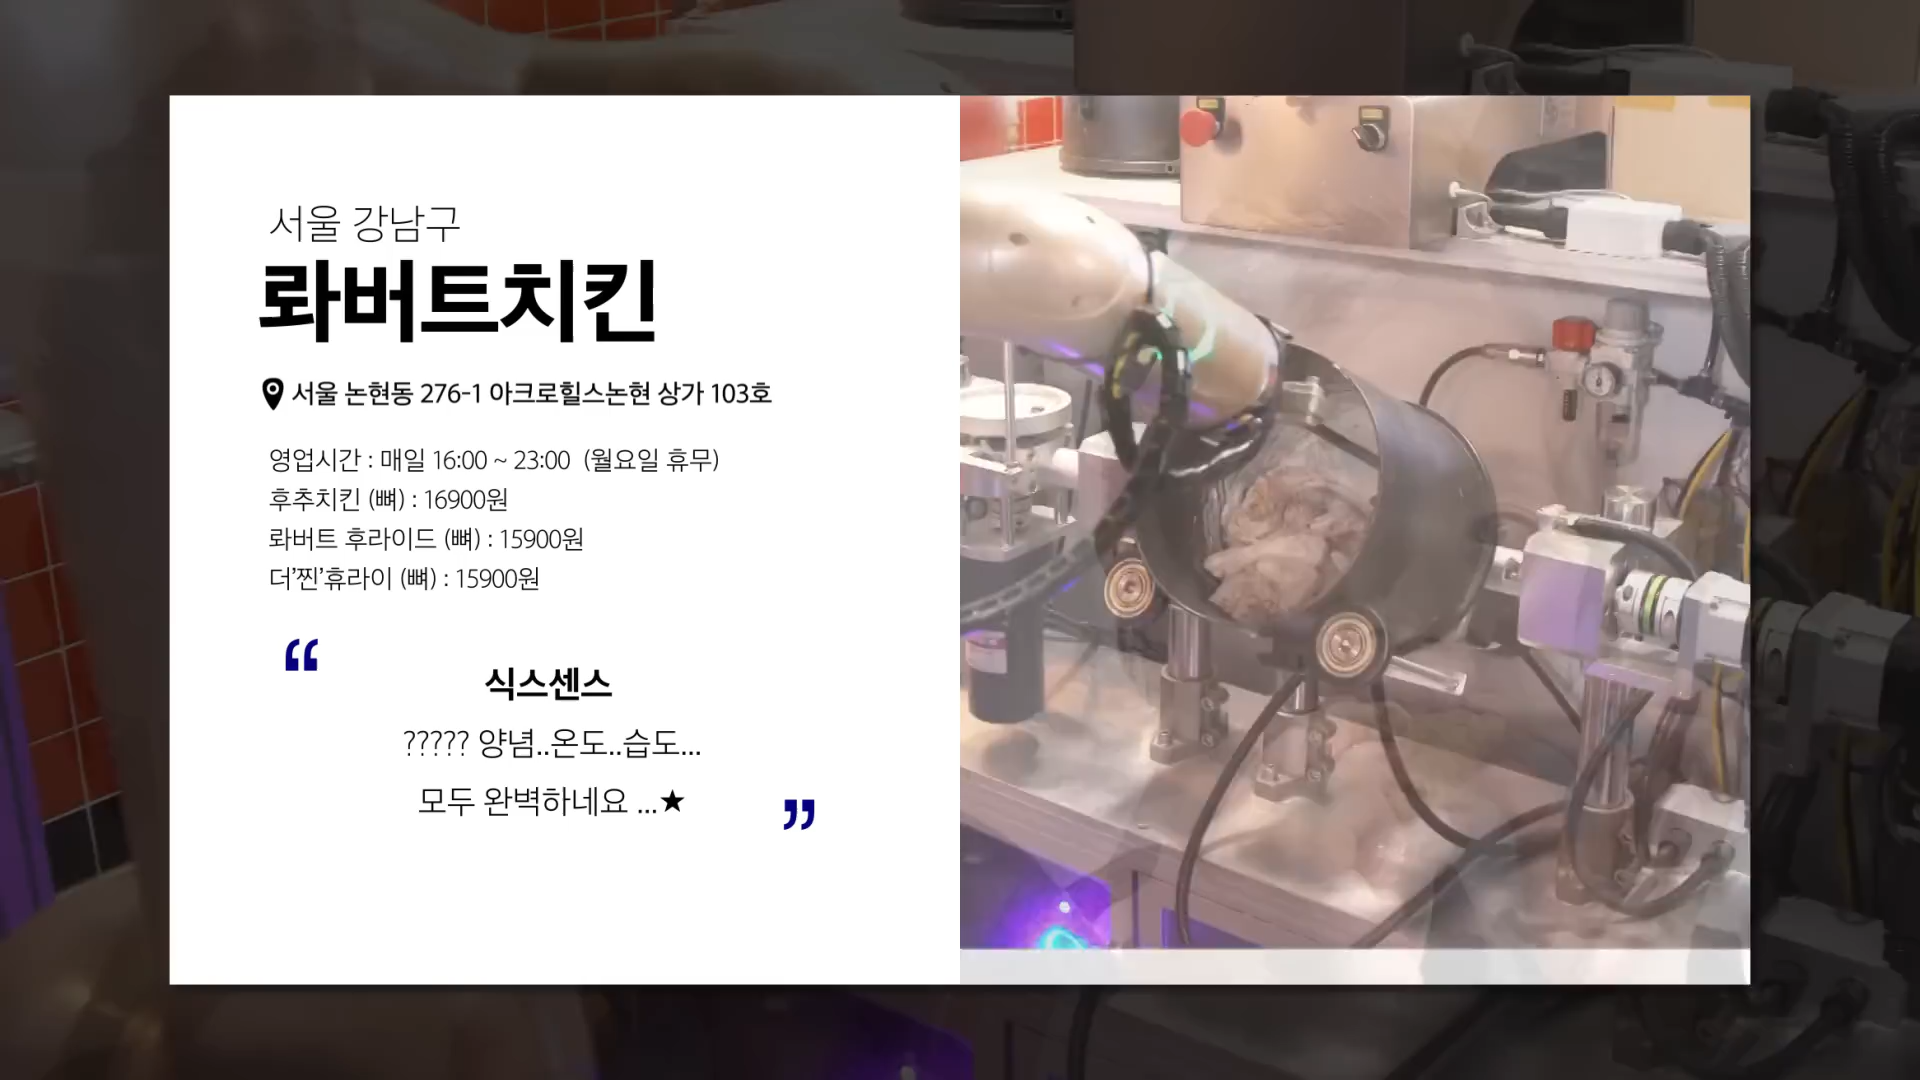 서울 강남구
롸버트치킨
서울 논현동 276-1 아크로힐스논현 상가 103호
영업시간 : 매일 16:00 ~ 23:00 (월요일 휴무)
후추치킨 (뼈) : 16900원
롸버트 후라이드 (뼈) : 15900원
더’찐’휴라이 (뼈) : 15900원
“
식스센스
????? 양념..온도..습도...
모두 완벽하네요 ...★
”